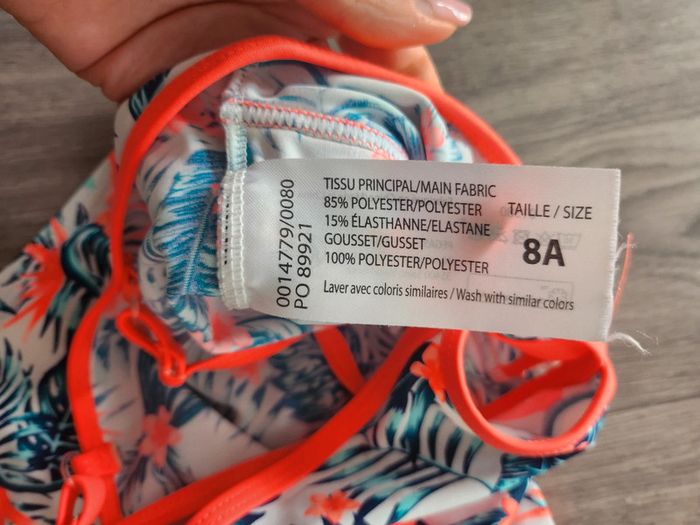 0014779/0080
PO 89921
TISSU PRINCIPAL/MAIN FABRIC
85% POLYESTER/POLYESTER
15% ÉLASTHANNE/ELASTANE
GOUSSET/GUSSET
100% POLYESTER/POLYESTER
TAILLE / SIZE
8A
Laver avec coloris similaires / Wash with similar colors